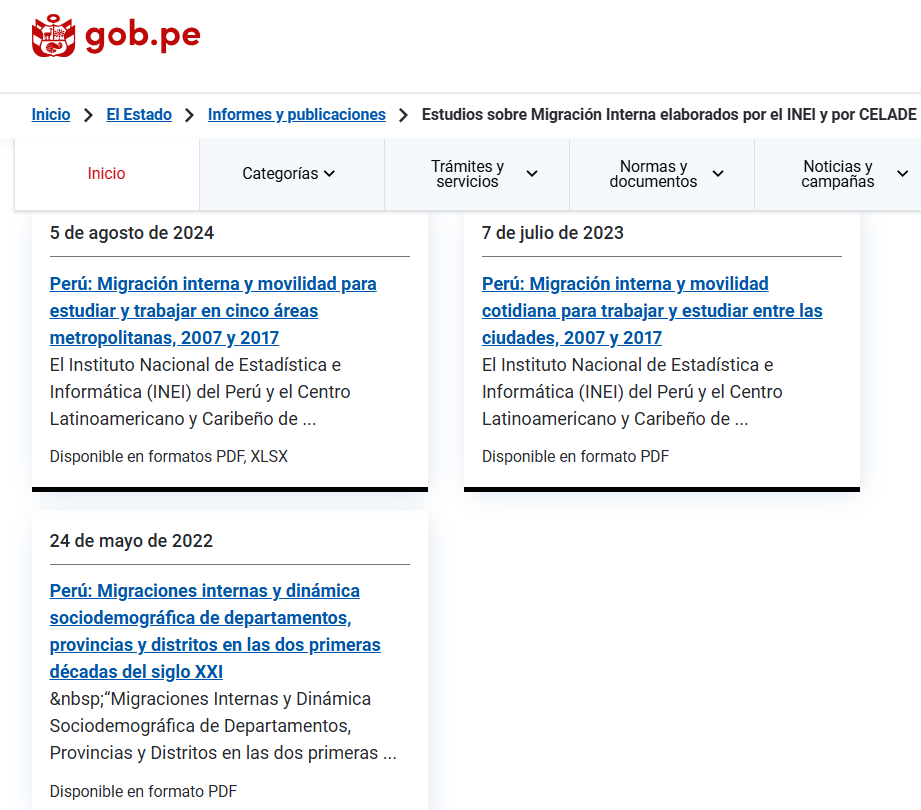 gob.pe
Inicio > El Estado > Informes y publicaciones > Estudios sobre Migración Interna elaborados por el INEI y por CELADE
Inicio
Categorías
Trámites y
servicios
Normas y
documentos
Noticias y
campañas
5 de agosto de 2024
Perú: Migración interna y movilidad para
estudiar y trabajar en cinco áreas
metropolitanas, 2007 y 2017
El Instituto Nacional de Estadística e
Informática (INEI) del Perú y el Centro
Latinoamericano y Caribeño de ...
Disponible en formatos PDF, XLSX
7 de julio de 2023
Perú: Migración interna y movilidad
cotidiana para trabajar y estudiar entre las
ciudades, 2007 y 2017
El Instituto Nacional de Estadística e
Informática (INEI) del Perú y el Centro
Latinoamericano y Caribeño de ...
Disponible en formato PDF
24 de mayo de 2022
Perú: Migraciones internas y dinámica
sociodemográfica de departamentos,
provincias y distritos en las dos primeras
décadas del siglo XXI
&nbsp;“Migraciones Internas y Dinámica
Sociodemográfica de Departamentos,
Provincias y Distritos en las dos primeras ...
Disponible en formato PDF